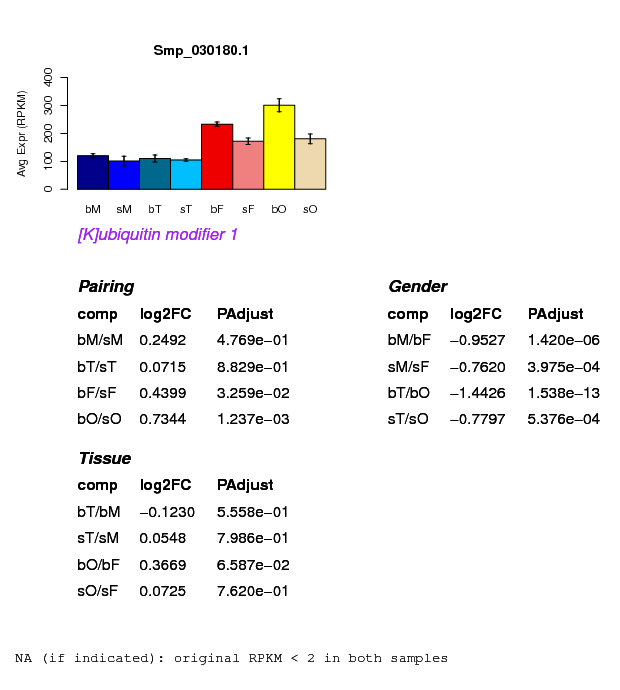 Smp_030180.1
Avg Expr (RPKM)
0 100 200 300 400
bM sM bT sT bF sF bO sO
[K]ubiquitin modifier 1
Pairing
comp log2FC PAdjust
bM/sM 0.2492 4.769e−01
bT/sT 0.0715 8.829e−01
bF/sF 0.4399 3.259e−02
bO/sO 0.7344 1.237e−03
Gender
comp log2FC PAdjust
bM/bF −0.9527 1.420e−06
sM/sF −0.7620 3.975e−04
bT/bO −1.4426 1.538e−13
sT/sO −0.7797 5.376e−04
Tissue
comp log2FC PAdjust
bT/bM −0.1230 5.558e−01
sT/sM 0.0548 7.986e−01
bO/bF 0.3669 6.587e−02
sO/sF 0.0725 7.620e−01
NA (if indicated): original RPKM < 2 in both samples